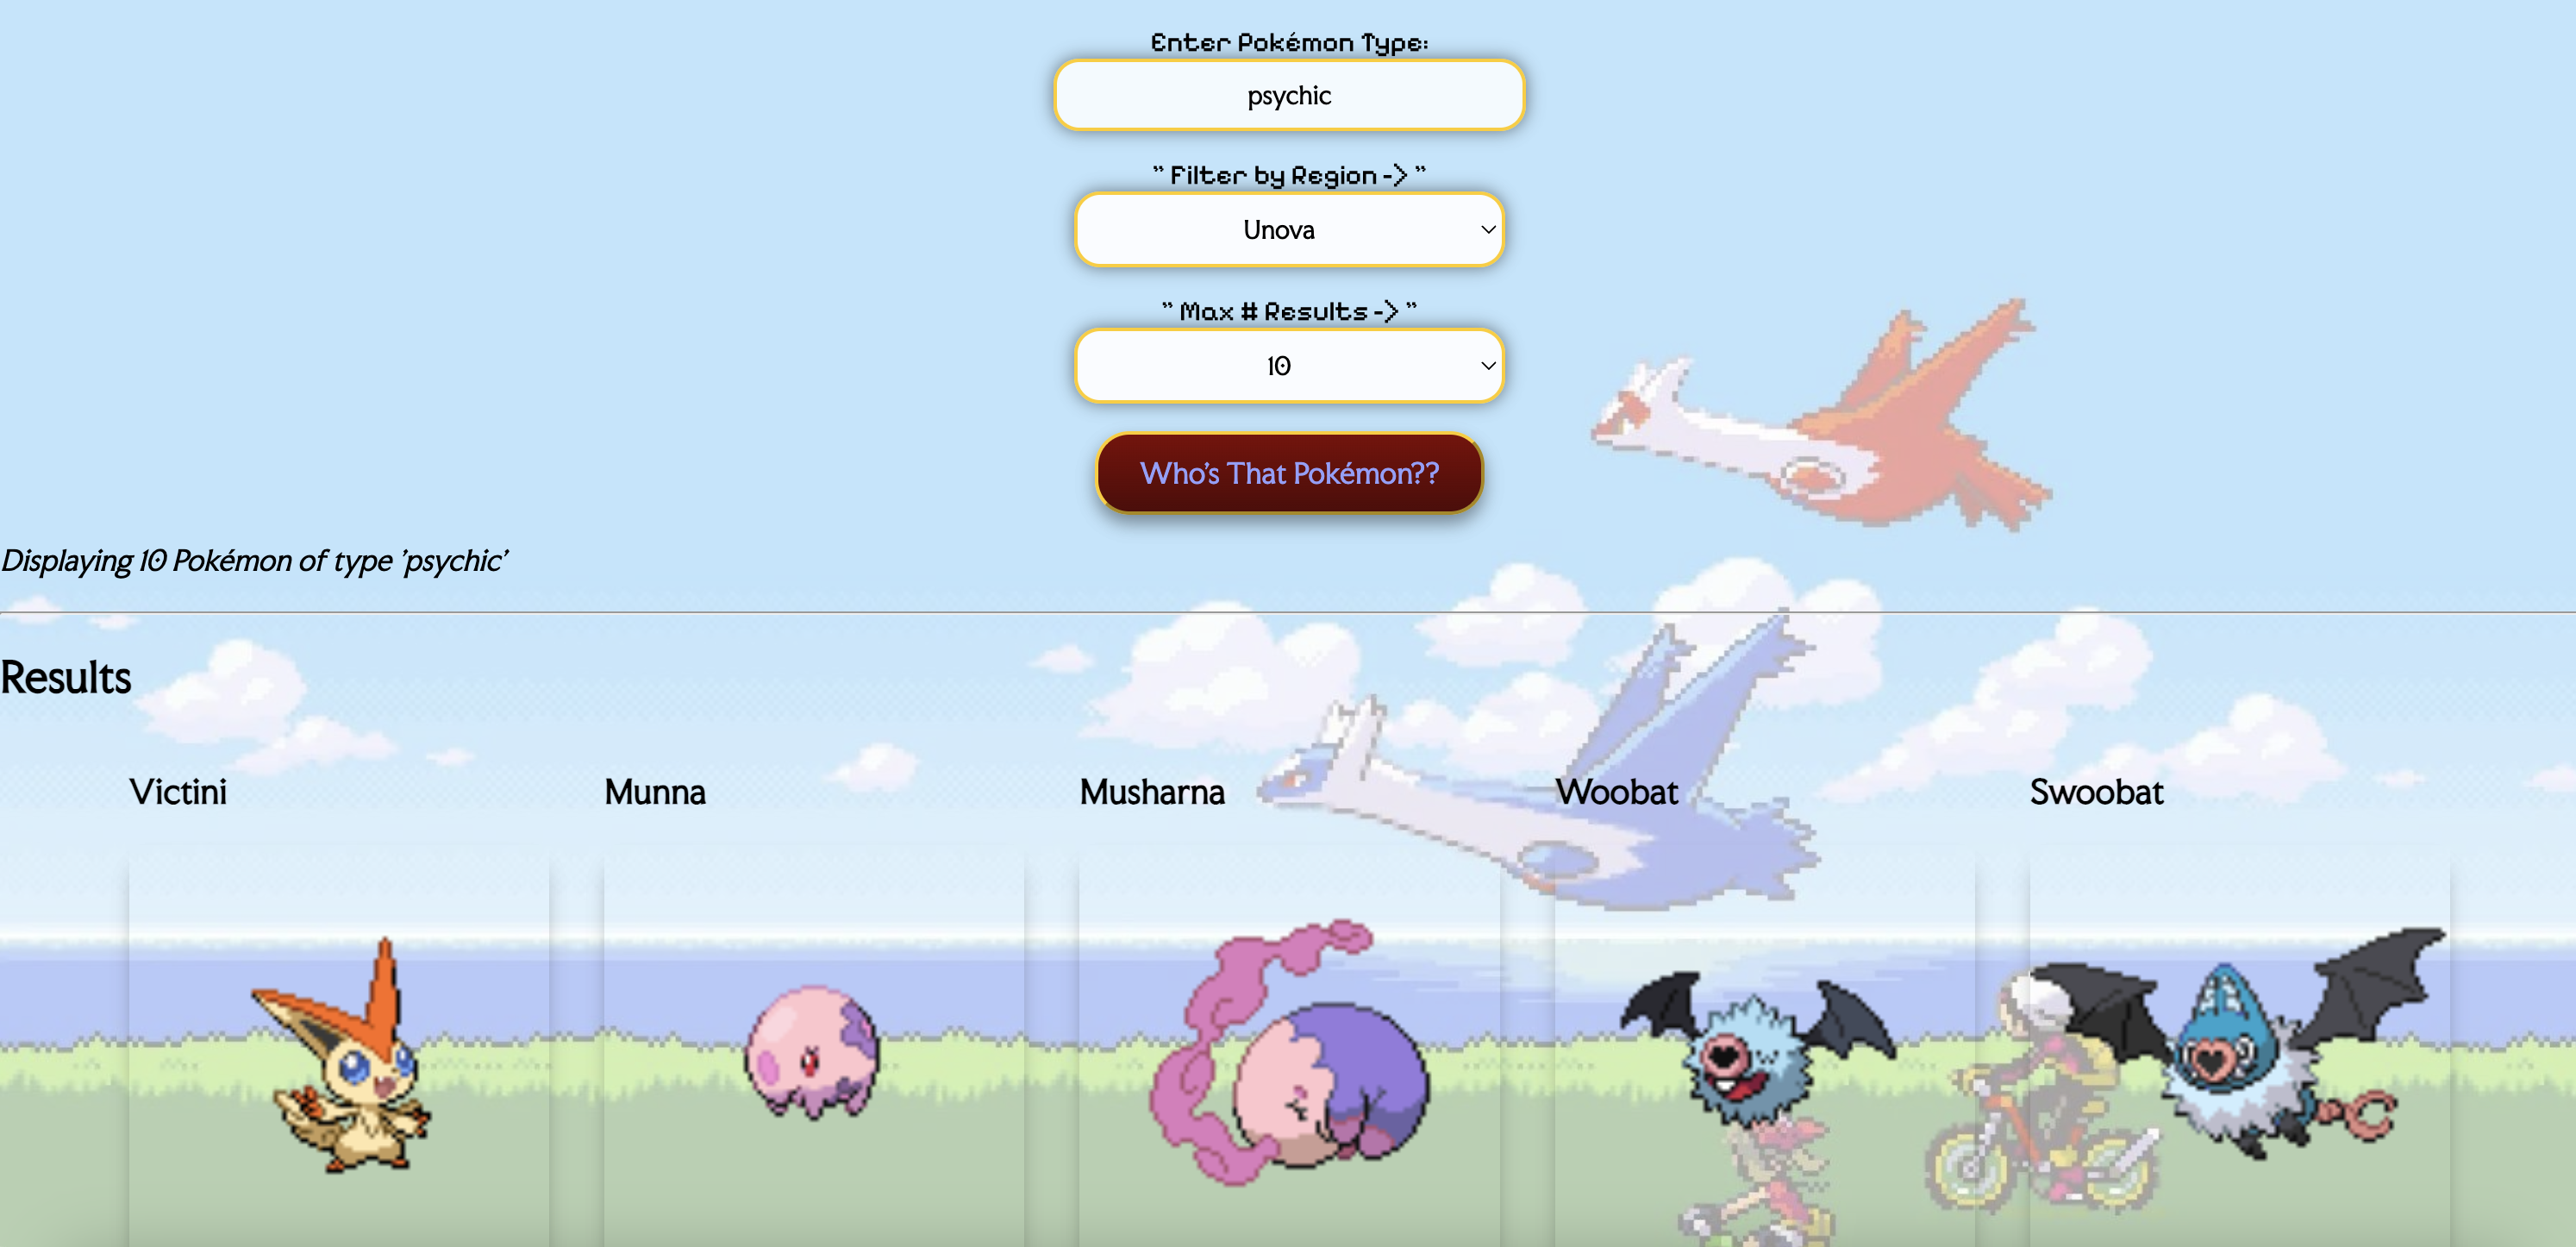 Enter Pokémon Type:
psychic
" Filter by Region -> "
Unova
" Max # Results -> "
10
Who's That Pokémon??
Displaying 10 Pokémon of type 'psychic'
Results
Victini
Munna
Musharna
Woobat
Swoobat